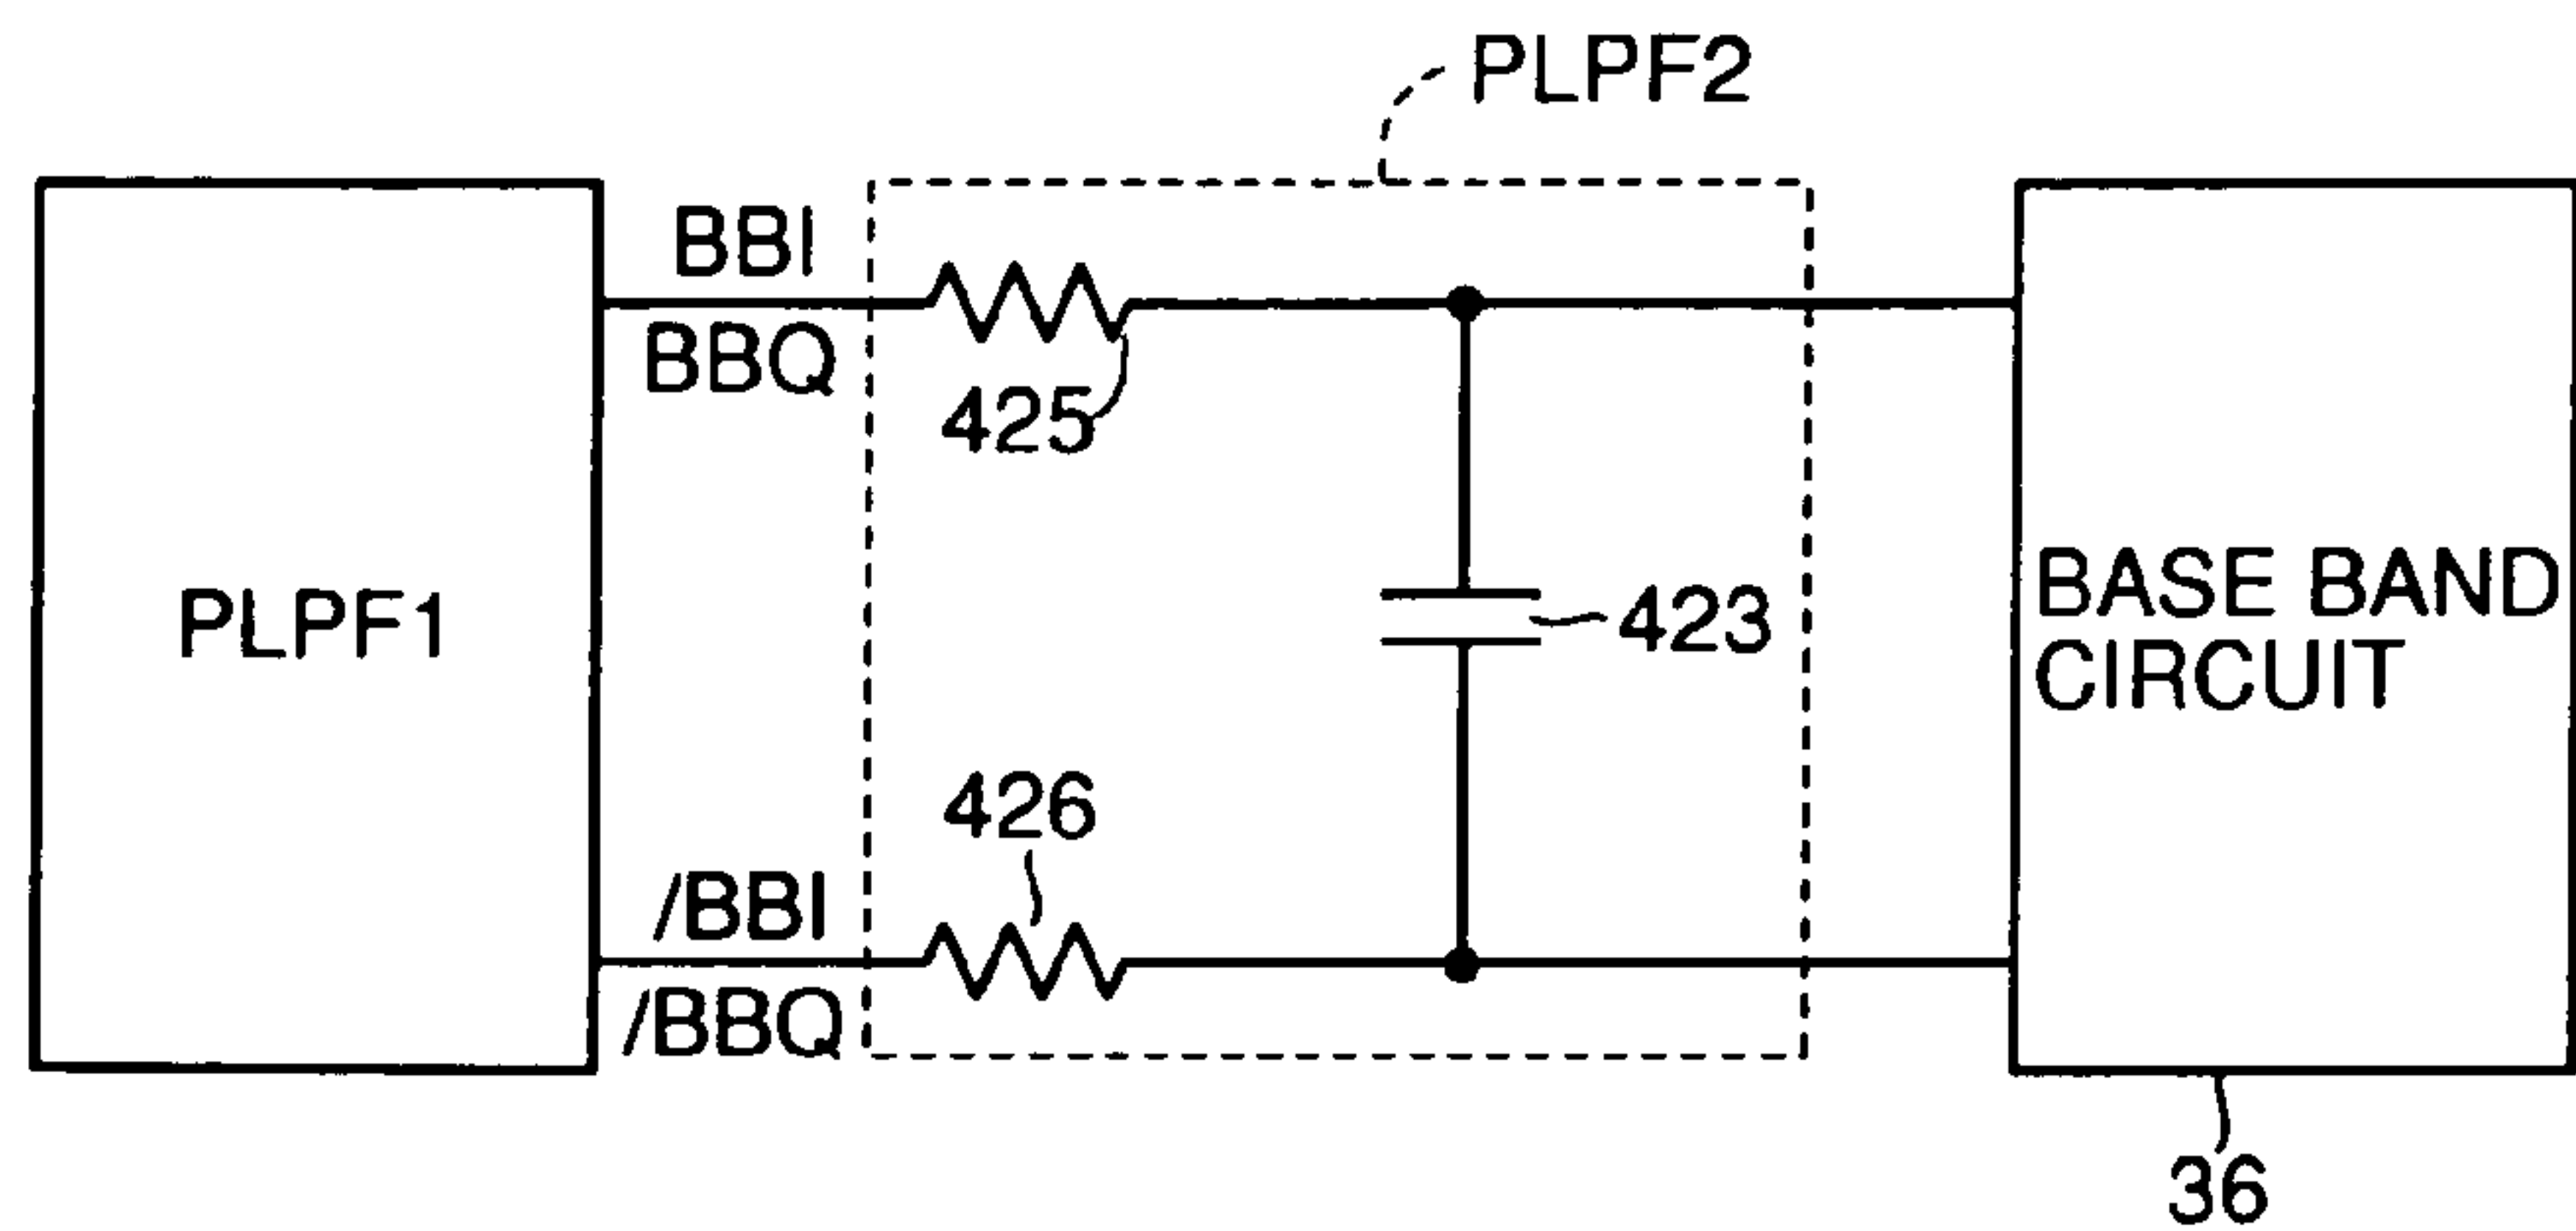 PLPF2
BBI
BBQ
425
PLPF1
423
BASE BAND
CIRCUIT
426
/BBI
/BBQ
36